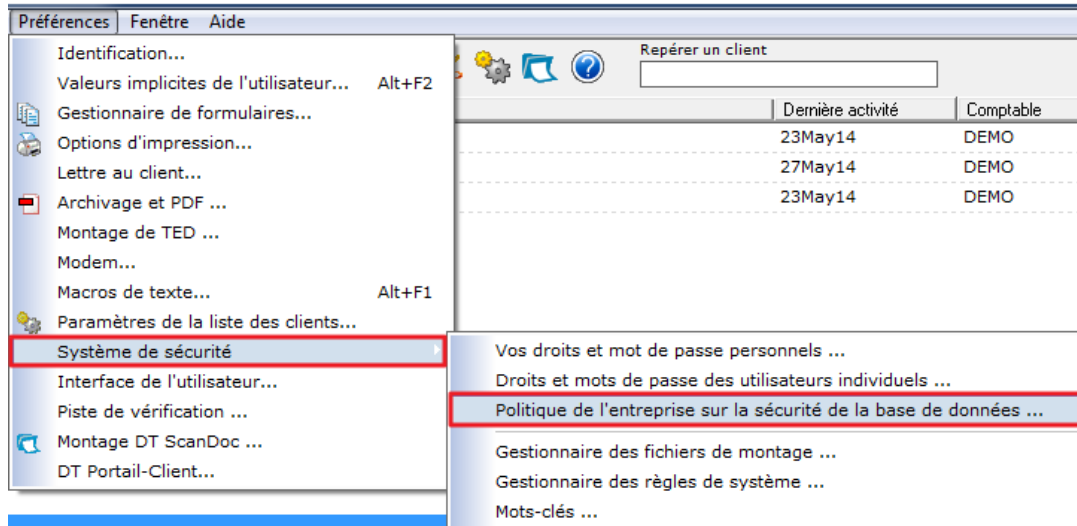 Préférences Fenêtre Aide
Repérer un client
Identification...
Valeurs implicites de l'utilisateur... Alt+F2
Gestionnaire de formulaires...
Options d'impression...
Lettre au client...
Archivage et PDF ...
Montage de TED ...
Modem...
Macros de texte... Alt+F1
Paramètres de la liste des clients...
Système de sécurité
Interface de l'utilisateur...
Piste de vérification ...
Montage DT ScanDoc ...
DT Portail-Client...
Dernière activité Comptable
23May14 DEMO
27May14 DEMO
23May14 DEMO
Vos droits et mot de passe personnels ...
Droits et mots de passe des utilisateurs individuels ...
Politique de l'entreprise sur la sécurité de la base de données ...
Gestionnaire des fichiers de montage ...
Gestionnaire des règles de système ...
Mots-clés ...